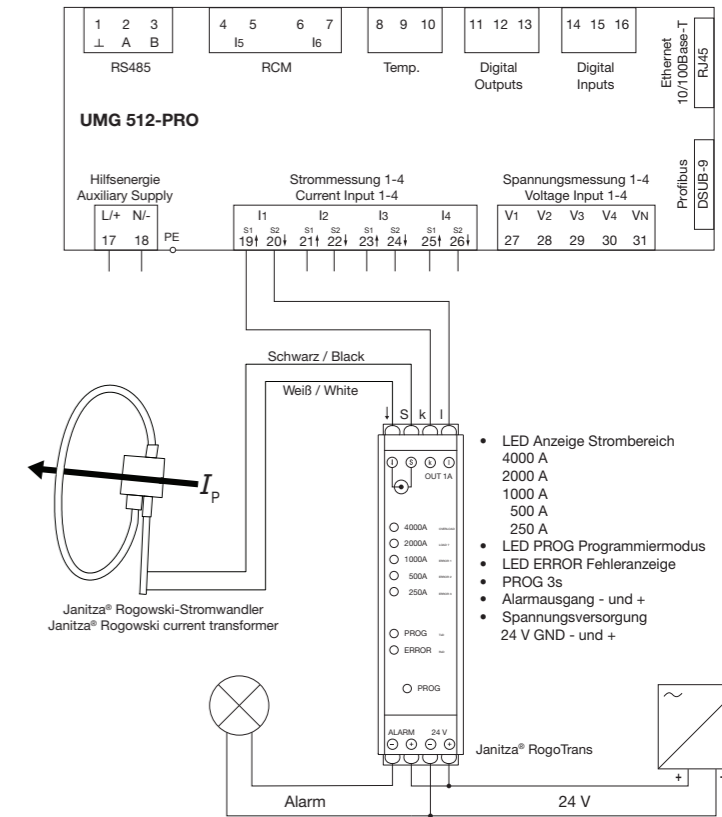 1 2 3
⊥ A B
RS485
4 5 6 7
I5 I6
RCM
8 9 10
Temp.
11 12 13
Digital
Outputs
14 15 16
Digital
Inputs
Ethernet
10/100Base-T
RJ45
UMG 512-PRO
Profibus
DSUB-9
Hilfsenergie
Auxiliary Supply
L/+ N/-
17 18
PE
Strommessung 1-4
Current Input 1-4
I1 I2 I3 I4
S1 S2 S1 S2 S1 S2 S1 S2
19 20 21 22 23 24 25 26
Spannungsmessung 1-4
Voltage Input 1-4
V1 V2 V3 V4 VN
27 28 29 30 31
Schwarz / Black
Weiß / White
↓ S k l
IP
Janitza® Rogowski-Stromwandler
Janitza® Rogowski current transformer
S k l
OUT 1A
4000A
2000A
1000A
500A
250A
PROG
ERROR
PROG
ALARM 24 V
− + − +
• LED Anzeige Strombereich
4000 A
2000 A
1000 A
500 A
250 A
• LED PROG Programmiermodus
• LED ERROR Fehleranzeige
• PROG 3s
• Alarmausgang - und +
• Spannungsversorgung
24 V GND - und +
Janitza® RogoTrans
+ -
Alarm
24 V